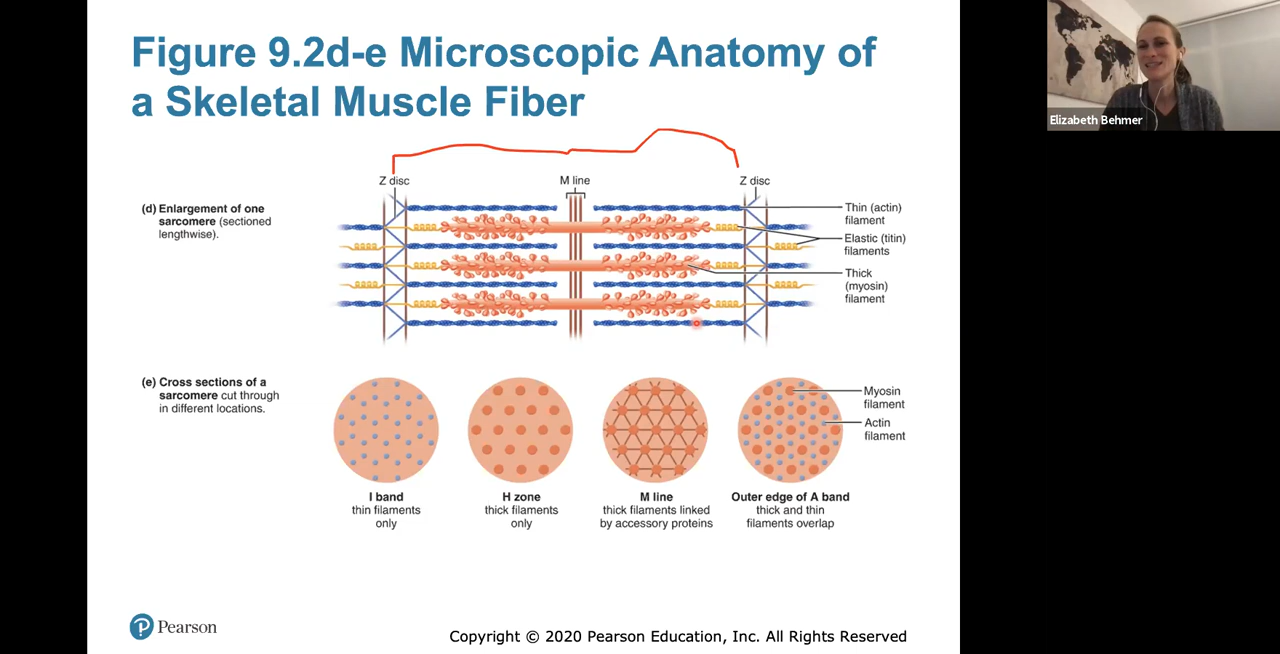 Figure 9.2d-e Microscopic Anatomy of
a Skeletal Muscle Fiber
Elizabeth Behmer
Z disc
M line
Z disc
(d) Enlargement of one
sarcomere (sectioned
lengthwise).
Thin (actin)
filament
Elastic (titin)
filaments
Thick
(myosin)
filament
(e) Cross sections of a
sarcomere cut through
in different locations.
Myosin
filament
Actin
filament
I band
thin filaments
only
H zone
thick filaments
only
M line
thick filaments linked
by accessory proteins
Outer edge of A band
thick and thin
filaments overlap
Pearson
Copyright © 2020 Pearson Education, Inc. All Rights Reserved